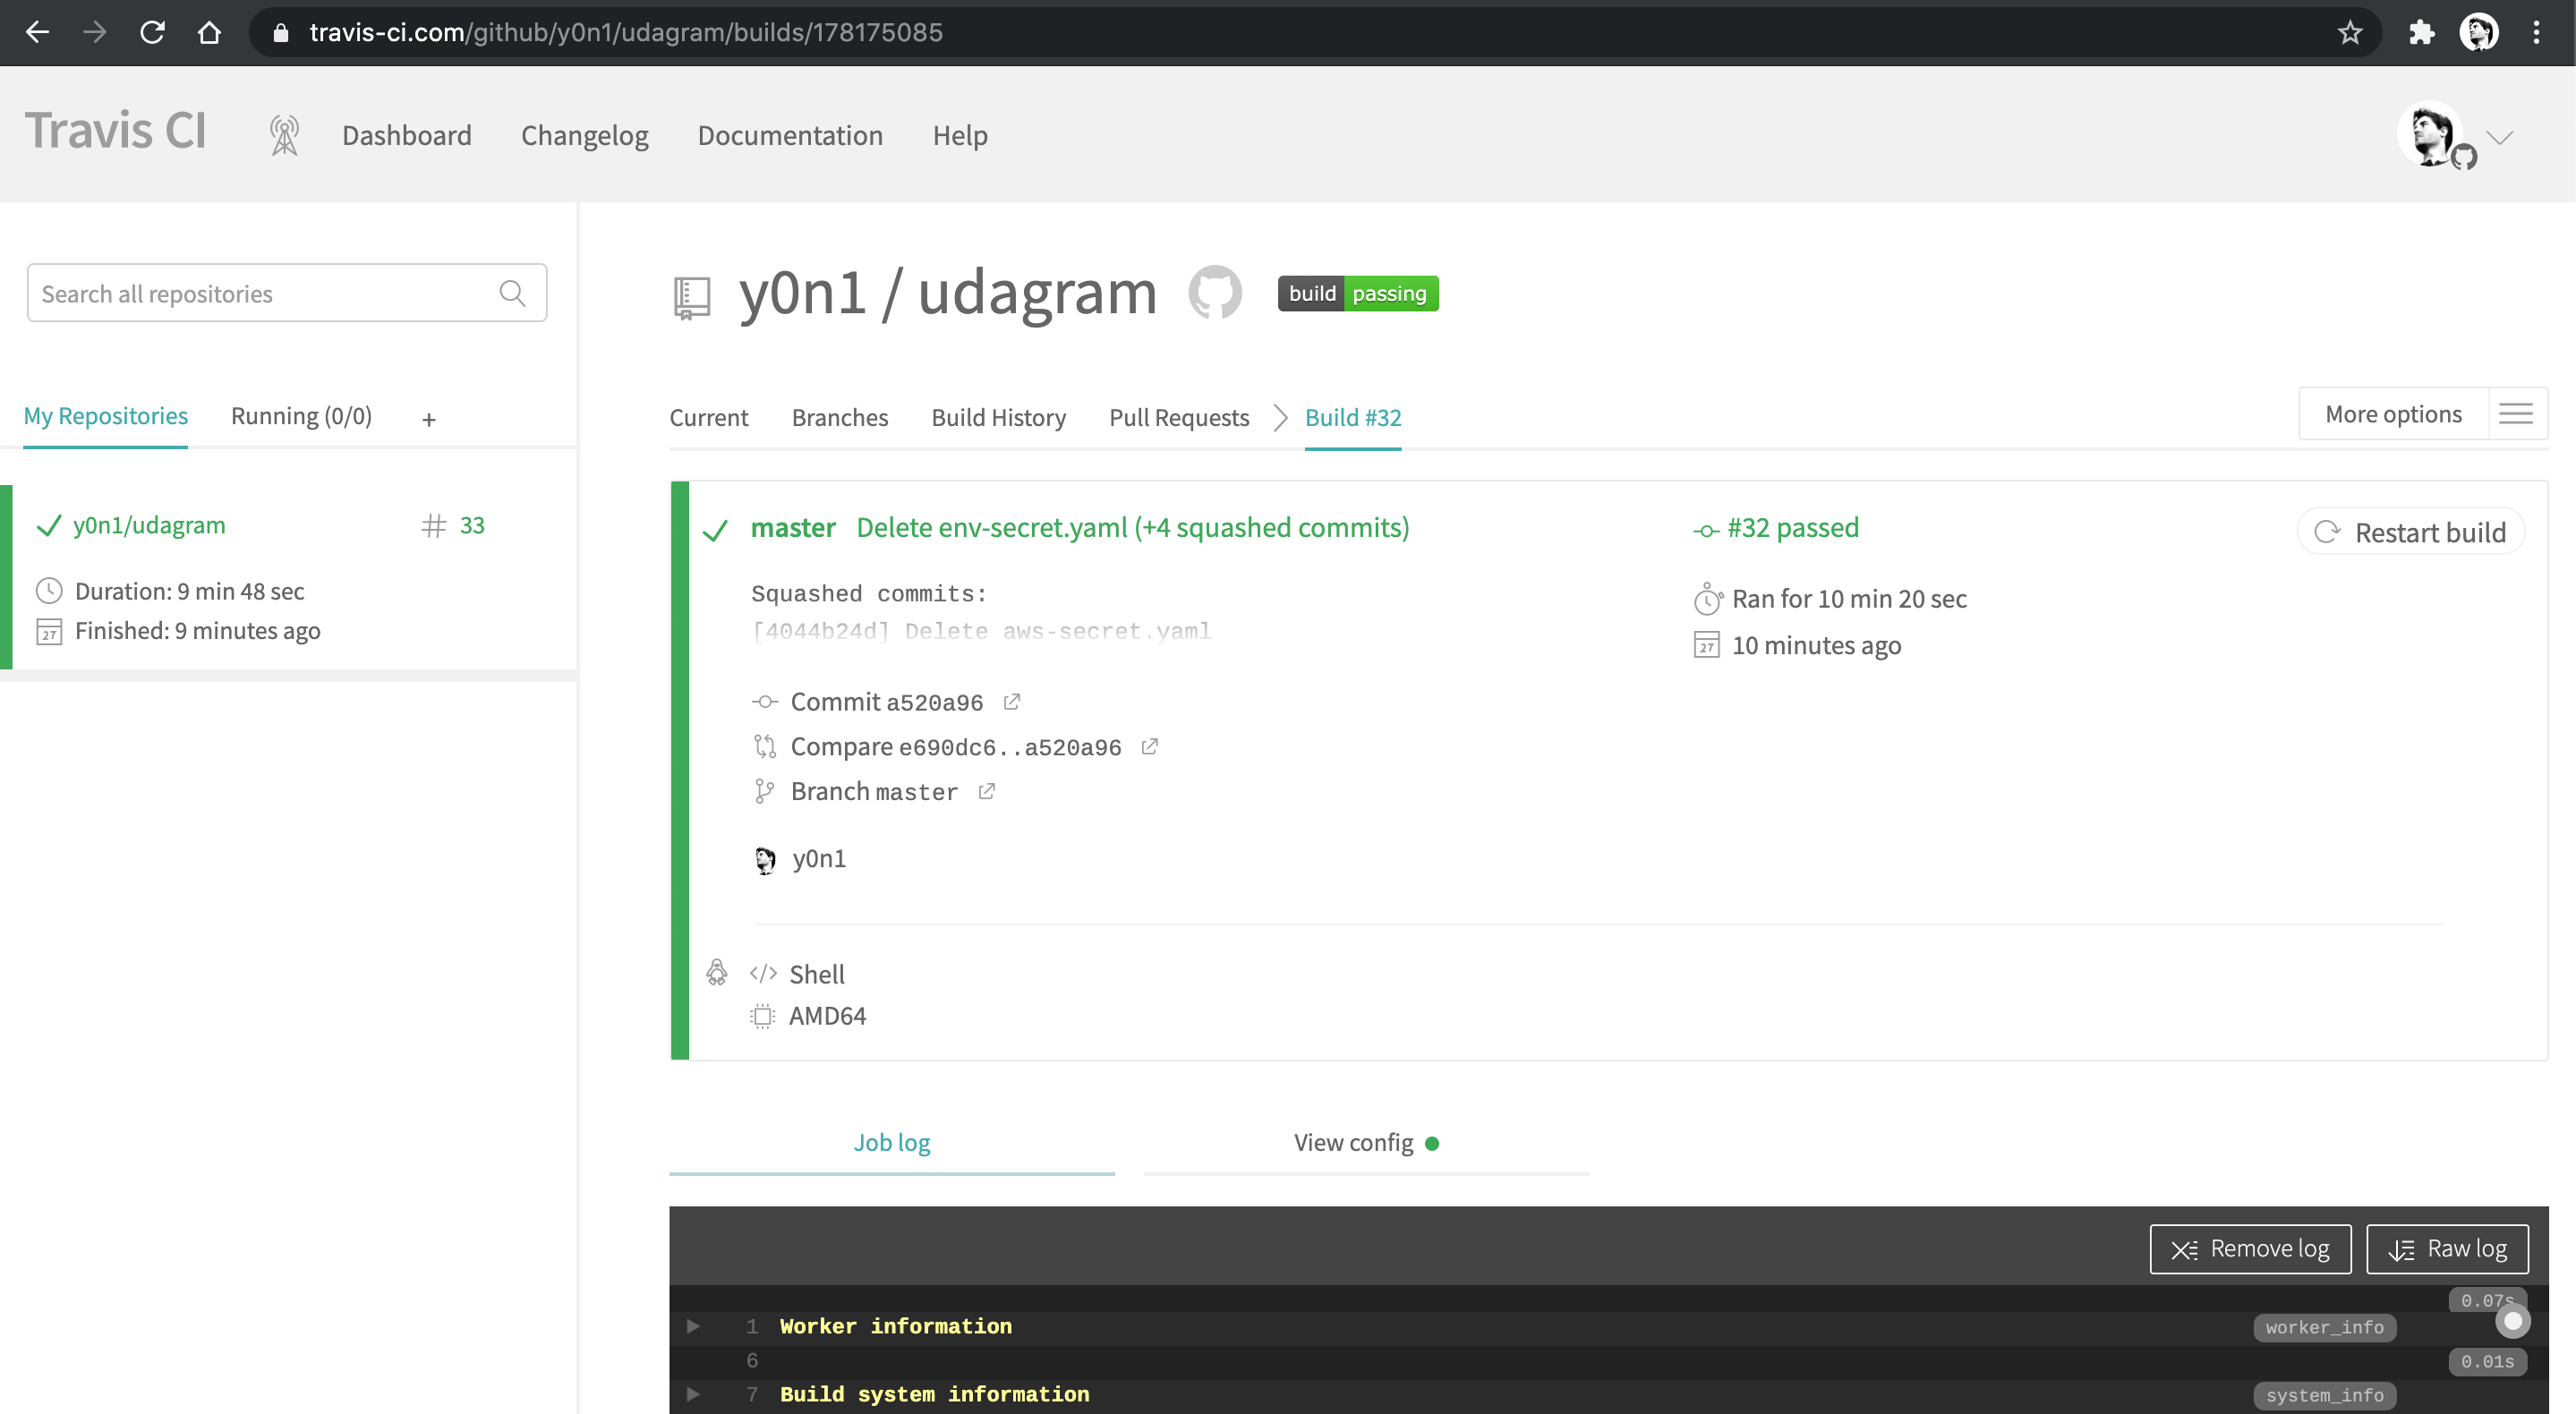 travis-ci.com/github/y0n1/udagram/builds/178175085
Travis CI
Dashboard
Changelog
Documentation
Help
Search all repositories
My Repositories
Running (0/0)
+
y0n1/udagram
# 33
Duration: 9 min 48 sec
27 Finished: 9 minutes ago
y0n1 / udagram
build passing
Current
Branches
Build History
Pull Requests
Build #32
More options
master Delete env-secret.yaml (+4 squashed commits)
Squashed commits:
[4044b24d] Delete aws-secret.yaml
Commit a520a96
Compare e690dc6..a520a96
Branch master
y0n1
#32 passed
Ran for 10 min 20 sec
27 10 minutes ago
Restart build
</> Shell
AMD64
Job log
View config
Remove log
Raw log
0.07s
1 Worker information worker_info
6 0.01s
7 Build system information system_info